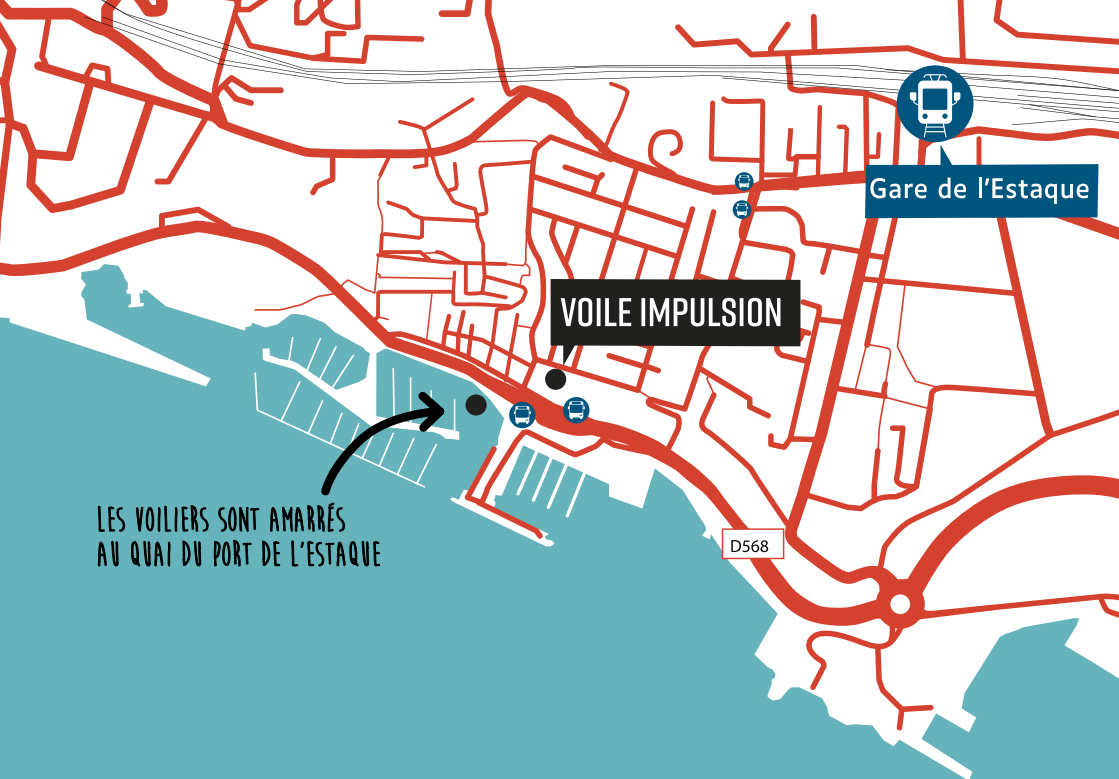 Gare de l'Estaque
VOILE IMPULSION
LES VOILIERS SONT AMARRÉS
AU QUAI DU PORT DE L'ESTAQUE
D568